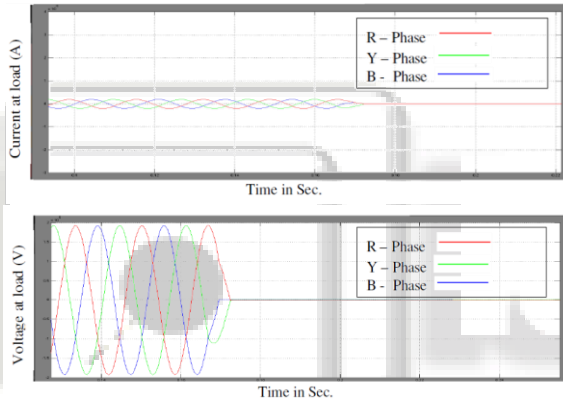 R – Phase
Y – Phase
B - Phase
Current at load (A)
Time in Sec.
R – Phase
Y – Phase
B - Phase
Voltage at load (V)
Time in Sec.